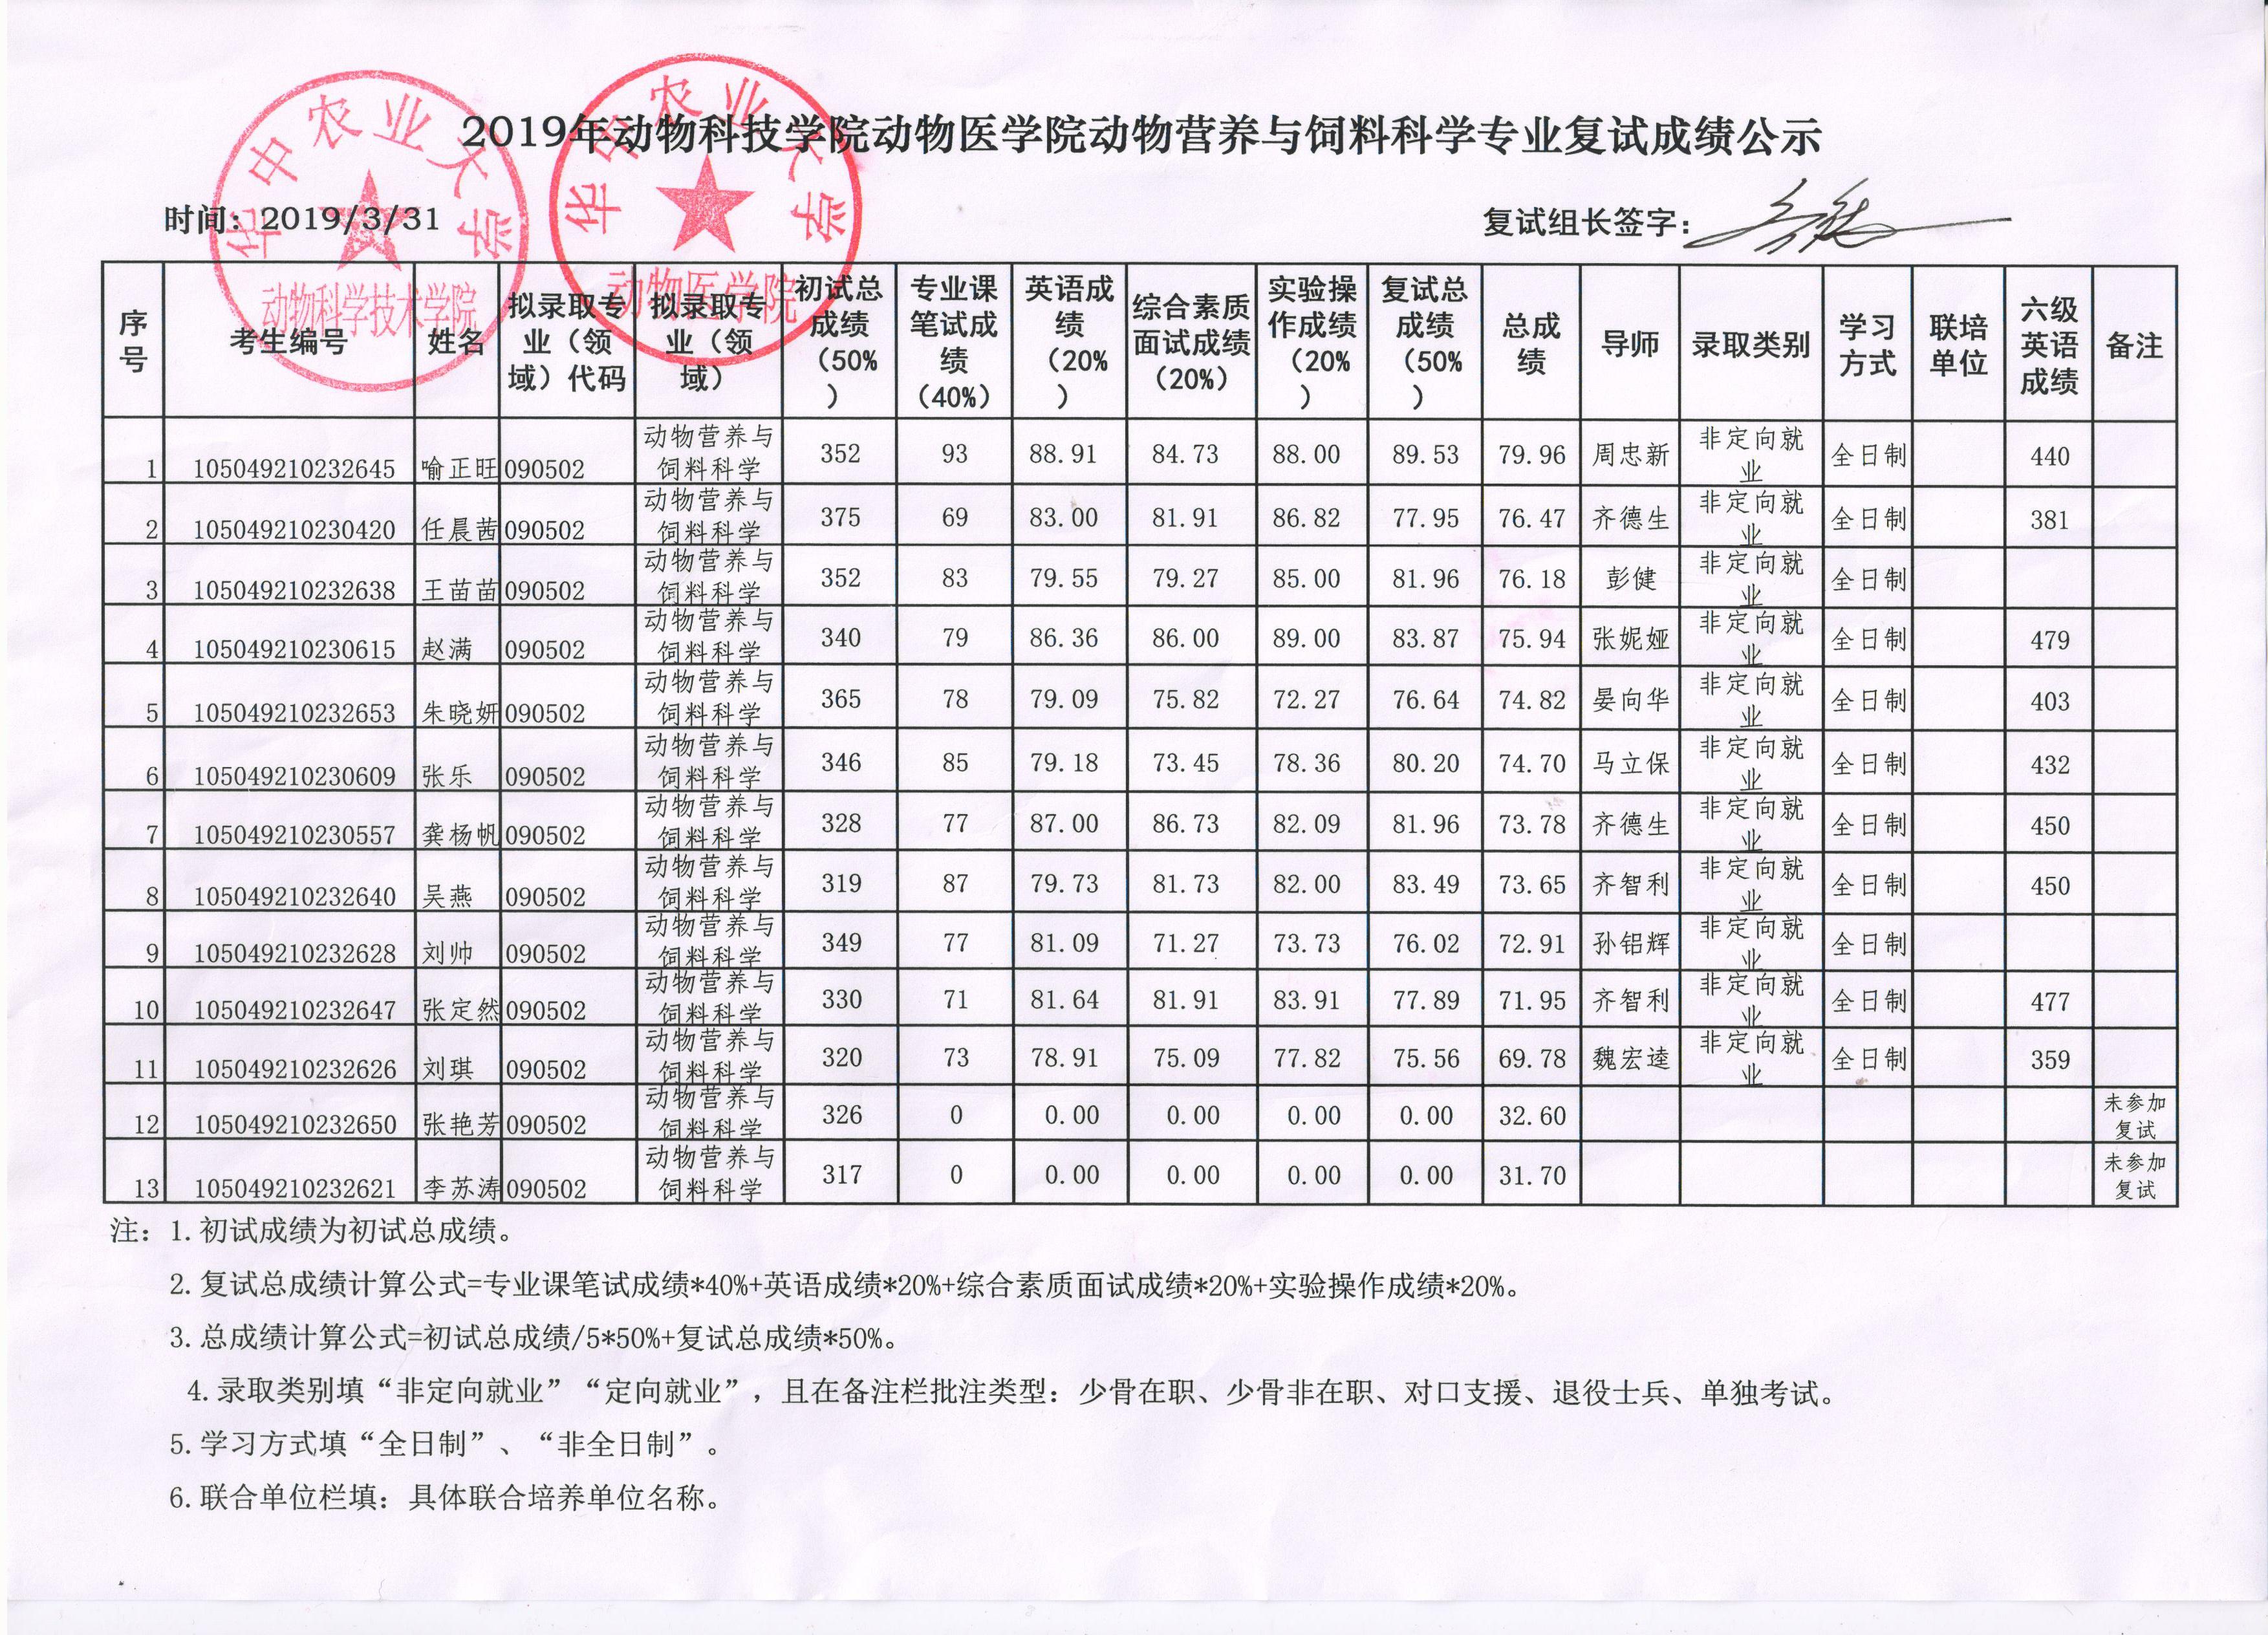 2019年动物科技学院动物医学院动物营养与饲料科学专业复试成绩公示
华中农业大学
动物科学技术学院
华中农业大学
动物医学院
时间：2019/3/31 复试组长签字：
序号 考生编号 姓名 拟录取专业（领域）代码 拟录取专业（领域） 初试总成绩（50%） 专业课笔试成绩（40%） 英语成绩（20%） 综合素质面试成绩（20%） 实验操作成绩（20%） 复试总成绩（50%） 总成绩 导师 录取类别 学习方式 联培单位 六级英语成绩 备注
1 105049210232645 喻正旺 090502 动物营养与饲料科学 352 93 88.91 84.73 88.00 89.53 79.96 周忠新 非定向就业 全日制 440
2 105049210230420 任晨茜 090502 动物营养与饲料科学 375 69 83.00 81.91 86.82 77.95 76.47 齐德生 非定向就业 全日制 381
3 105049210232638 王苗苗 090502 动物营养与饲料科学 352 83 79.55 79.27 85.00 81.96 76.18 彭健 非定向就业 全日制
4 105049210230615 赵满 090502 动物营养与饲料科学 340 79 86.36 86.00 89.00 83.87 75.94 张妮娅 非定向就业 全日制 479
5 105049210232653 朱晓妍 090502 动物营养与饲料科学 365 78 79.09 75.82 72.27 76.64 74.82 晏向华 非定向就业 全日制 403
6 105049210230609 张乐 090502 动物营养与饲料科学 346 85 79.18 73.45 78.36 80.20 74.70 马立保 非定向就业 全日制 432
7 105049210230557 龚杨帆 090502 动物营养与饲料科学 328 77 87.00 86.73 82.09 81.96 73.78 齐德生 非定向就业 全日制 450
8 105049210232640 吴燕 090502 动物营养与饲料科学 319 87 79.73 81.73 82.00 83.49 73.65 齐智利 非定向就业 全日制 450
9 105049210232628 刘帅 090502 动物营养与饲料科学 349 77 81.09 71.27 73.73 76.02 72.91 孙铝辉 非定向就业 全日制
10 105049210232647 张定然 090502 动物营养与饲料科学 330 71 81.64 81.91 83.91 77.89 71.95 齐智利 非定向就业 全日制 477
11 105049210232626 刘琪 090502 动物营养与饲料科学 320 73 78.91 75.09 77.82 75.56 69.78 魏宏逵 非定向就业 全日制 359
12 105049210232650 张艳芳 090502 动物营养与饲料科学 326 0 0.00 0.00 0.00 0.00 32.60 未参加复试
13 105049210232621 李苏涛 090502 动物营养与饲料科学 317 0 0.00 0.00 0.00 0.00 31.70 未参加复试
注：1.初试成绩为初试总成绩。
2.复试总成绩计算公式=专业课笔试成绩*40%+英语成绩*20%+综合素质面试成绩*20%+实验操作成绩*20%。
3.总成绩计算公式=初试总成绩/5*50%+复试总成绩*50%。
4.录取类别填“非定向就业”“定向就业”，且在备注栏批注类型：少骨在职、少骨非在职、对口支援、退役士兵、单独考试。
5.学习方式填“全日制”、“非全日制”。
6.联合单位栏填：具体联合培养单位名称。